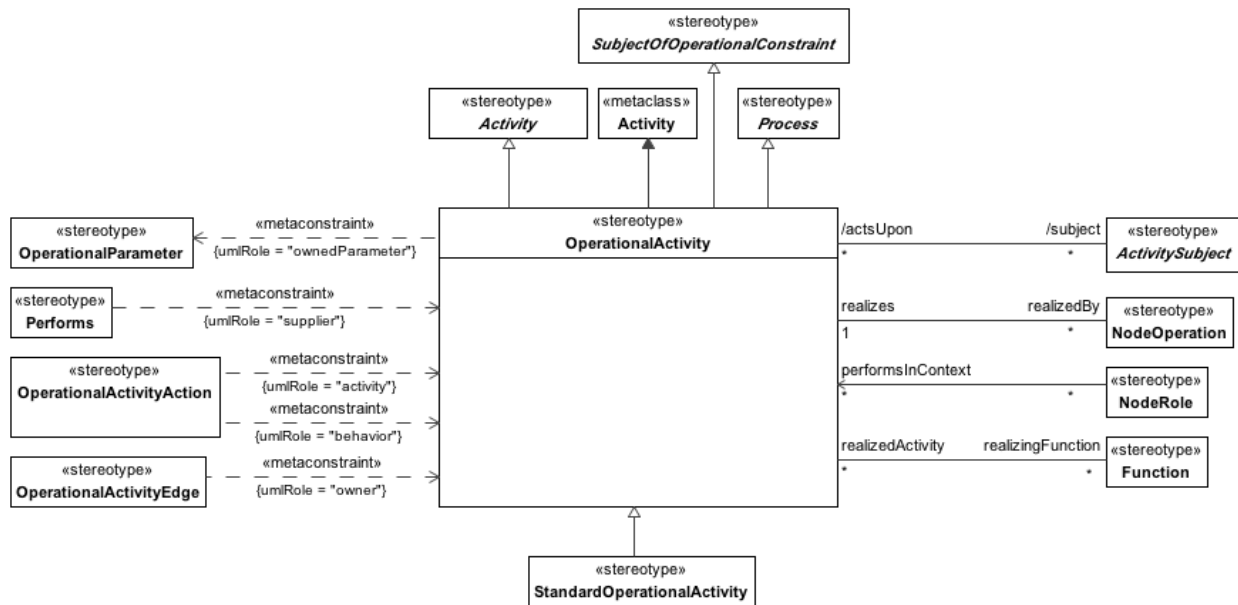 «stereotype»
SubjectOfOperationalConstraint
«stereotype»
Activity
«metaclass»
Activity
«stereotype»
Process
«stereotype»
OperationalActivity
«stereotype»
OperationalParameter
«metaconstraint»
{umlRole = "ownedParameter"}
«stereotype»
Performs
«metaconstraint»
{umlRole = "supplier"}
«stereotype»
OperationalActivityAction
«metaconstraint»
{umlRole = "activity"}
«metaconstraint»
{umlRole = "behavior"}
«stereotype»
OperationalActivityEdge
«metaconstraint»
{umlRole = "owner"}
/actsUpon /subject
* *
«stereotype»
ActivitySubject
realizes realizedBy
1 *
«stereotype»
NodeOperation
performsInContext
* *
«stereotype»
NodeRole
realizedActivity realizingFunction
* *
«stereotype»
Function
«stereotype»
StandardOperationalActivity